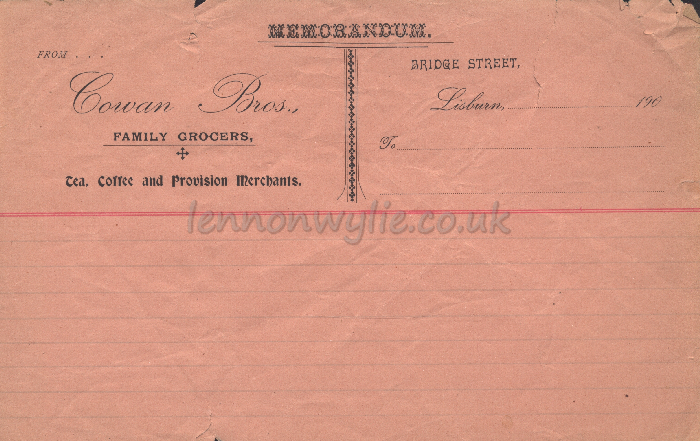 MEMORANDUM.
FROM . . .
Cowan Bros.,
FAMILY GROCERS,
Tea, Coffee and Provision Merchants.
BRIDGE STREET,
Lisburn, 190
To
lennonwylie.co.uk